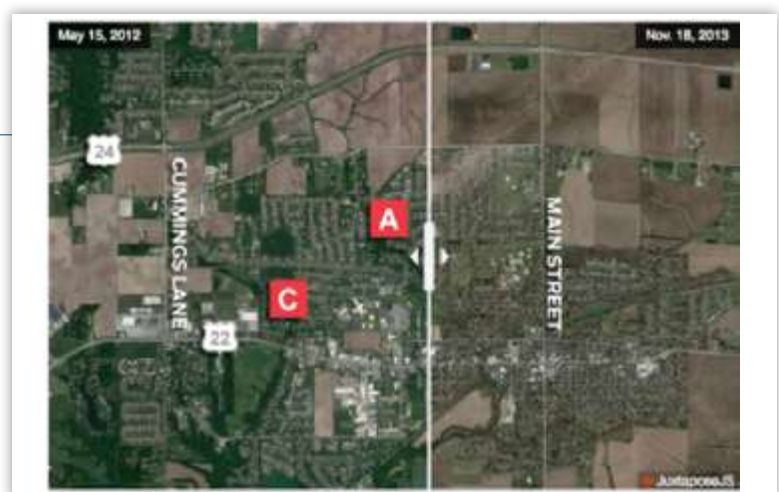 May 15, 2012
Nov. 18, 2013
24
CUMMINGS LANE
A
MAIN STREET
C
22
JuxtaposeJS